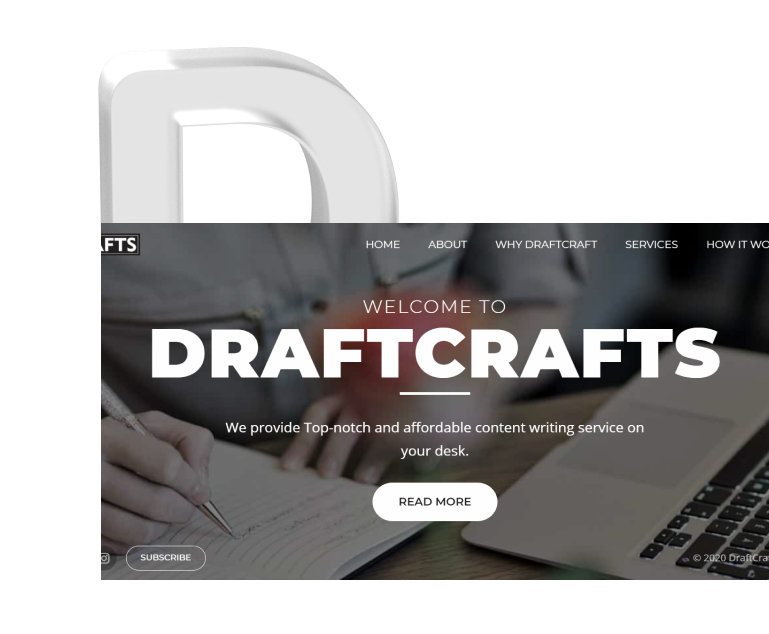 D
AFTS
HOME ABOUT WHY DRAFTCRAFT SERVICES HOW IT WO
WELCOME TO
DRAFTCRAFTS
We provide Top-notch and affordable content writing service on
your desk.
READ MORE
SUBSCRIBE
© 2020 DraftCra